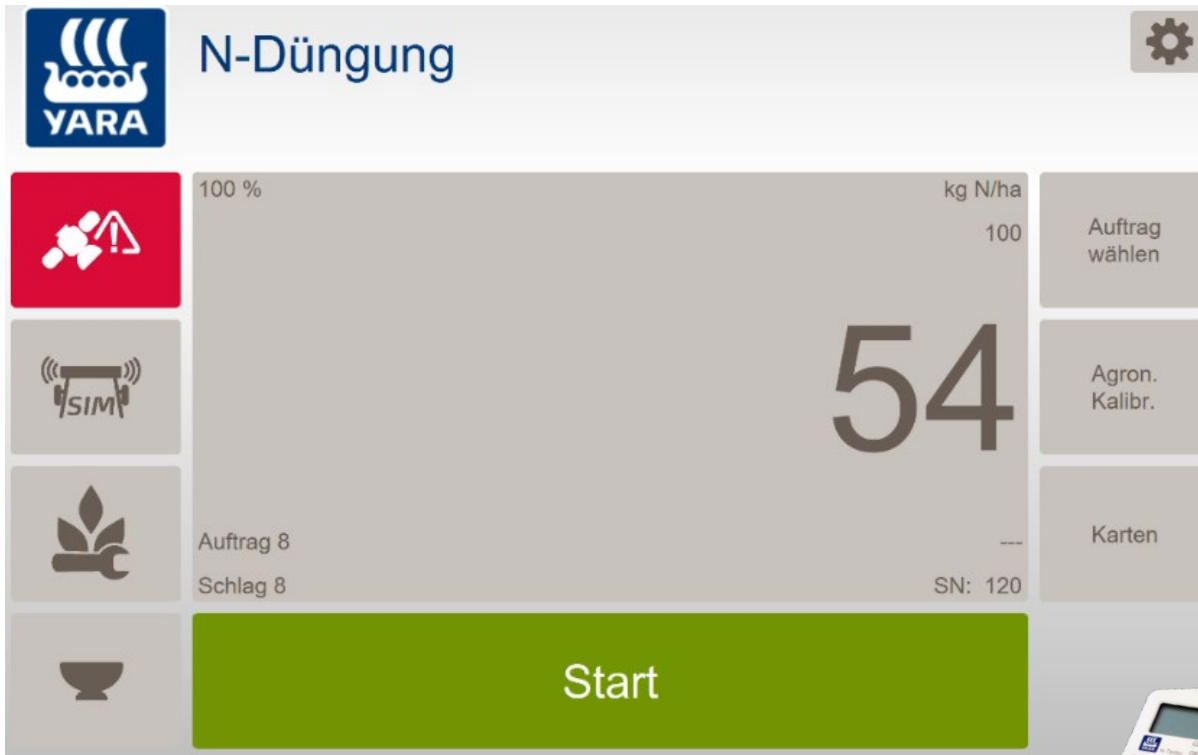 YARA
N-Düngung
100 %
kg N/ha
100
54
Auftrag 8
---
Schlag 8
SN: 120
SIM
Auftrag
wählen
Agron.
Kalibr.
Karten
Start